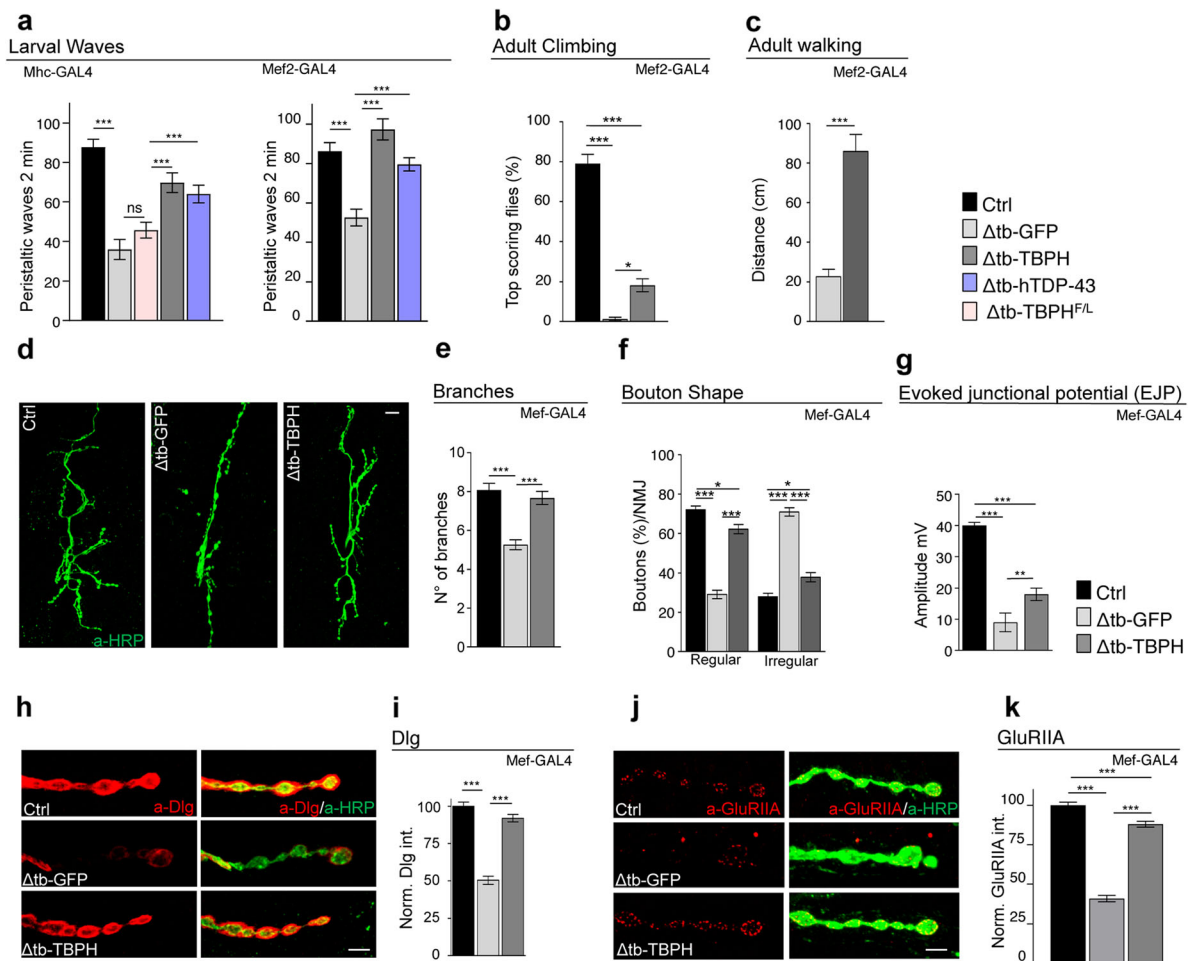 a
Larval Waves
Mhc-GAL4
Mef2-GAL4
Peristaltic waves 2 min
100
80
60
40
20
0
***
ns
***
***
Peristaltic waves 2 min
100
80
60
40
20
0
***
***
***
b
Adult Climbing
Mef2-GAL4
Top scoring flies (%)
100
80
60
40
20
0
***
***
*
c
Adult walking
Mef2-GAL4
Distance (cm)
100
80
60
40
20
0
***
Ctrl
Δtb-GFP
Δtb-TBPH
Δtb-hTDP-43
Δtb-TBPHF/L
d
Ctrl
a-HRP
Δtb-GFP
Δtb-TBPH
e
Branches
Mef-GAL4
N° of branches
10
8
6
4
2
0
***
***
f
Bouton Shape
Mef-GAL4
Boutons (%)/NMJ
100
80
60
40
20
0
*
***
***
*
*** ***
Regular
Irregular
g
Evoked junctional potential (EJP)
Mef-GAL4
Amplitude mV
50
40
30
20
10
0
***
***
**
Ctrl
Δtb-GFP
Δtb-TBPH
h
Ctrl
a-Dlg
a-Dlg/a-HRP
Δtb-GFP
Δtb-TBPH
i
Dlg
Mef-GAL4
Norm. Dlg int.
100
75
50
25
0
***
***
j
Ctrl
a-GluRIIA
a-GluRIIA/a-HRP
Δtb-GFP
Δtb-TBPH
k
GluRIIA
Mef-GAL4
Norm. GluRIIA int.
100
75
50
25
0
***
***
***